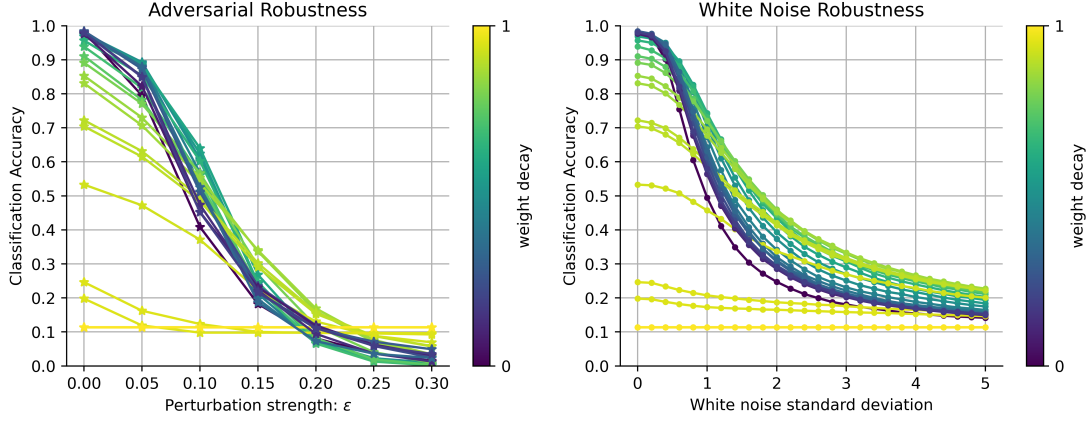 Adversarial Robustness
1.0
0.9
0.8
0.7
0.6
0.5
0.4
0.3
0.2
0.1
0.0
Classification Accuracy
0.00 0.05 0.10 0.15 0.20 0.25 0.30
Perturbation strength: ε
1
0
weight decay
White Noise Robustness
1.0
0.9
0.8
0.7
0.6
0.5
0.4
0.3
0.2
0.1
0.0
Classification Accuracy
0 1 2 3 4 5
White noise standard deviation
1
0
weight decay